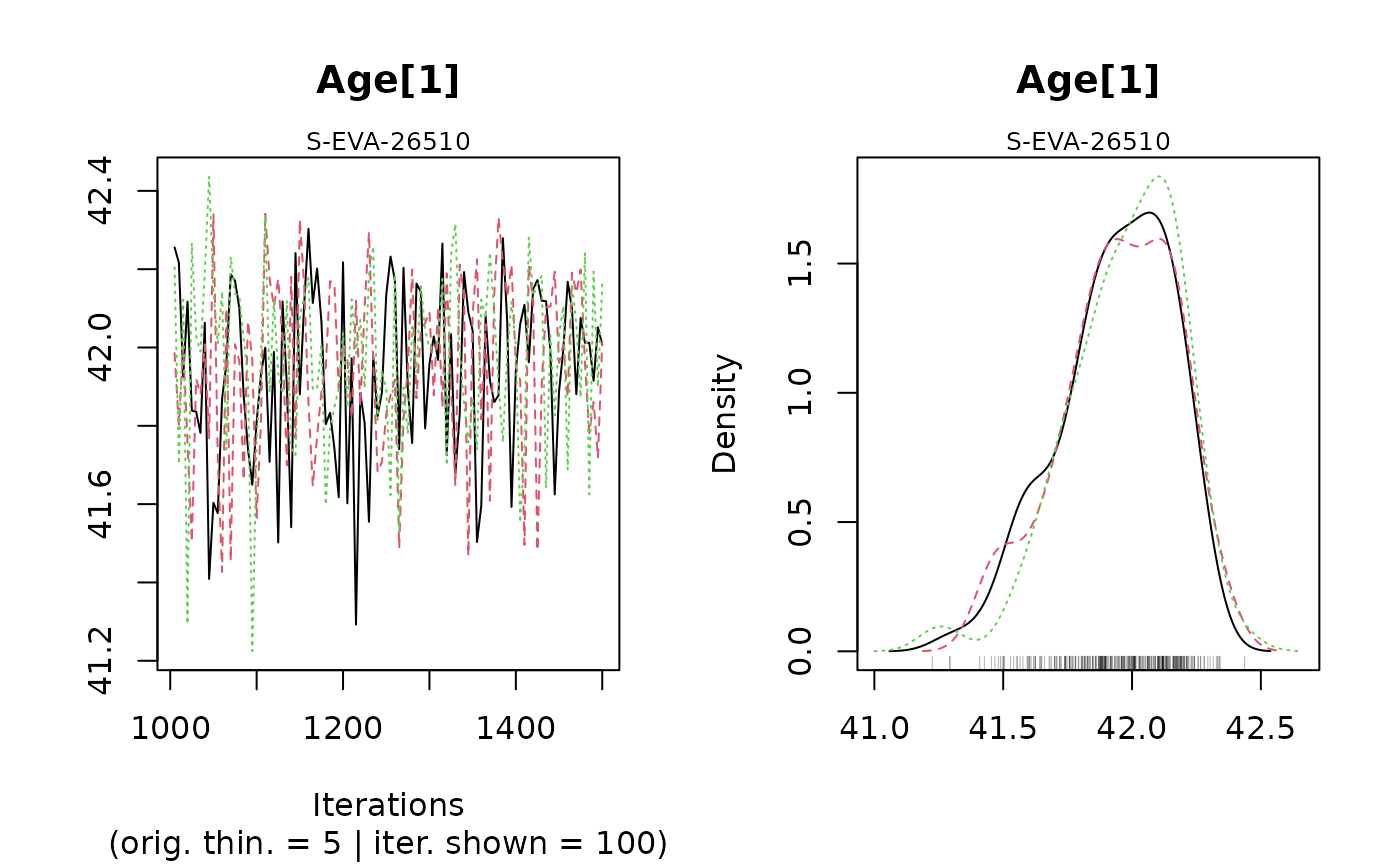 Age[1]
S-EVA-26510
42.4
42.0
41.6
41.2
1000 1200 1400
Iterations
(orig. thin. = 5 | iter. shown = 100)
Age[1]
S-EVA-26510
Density
1.5
1.0
0.5
0.0
41.0 41.5 42.0 42.5